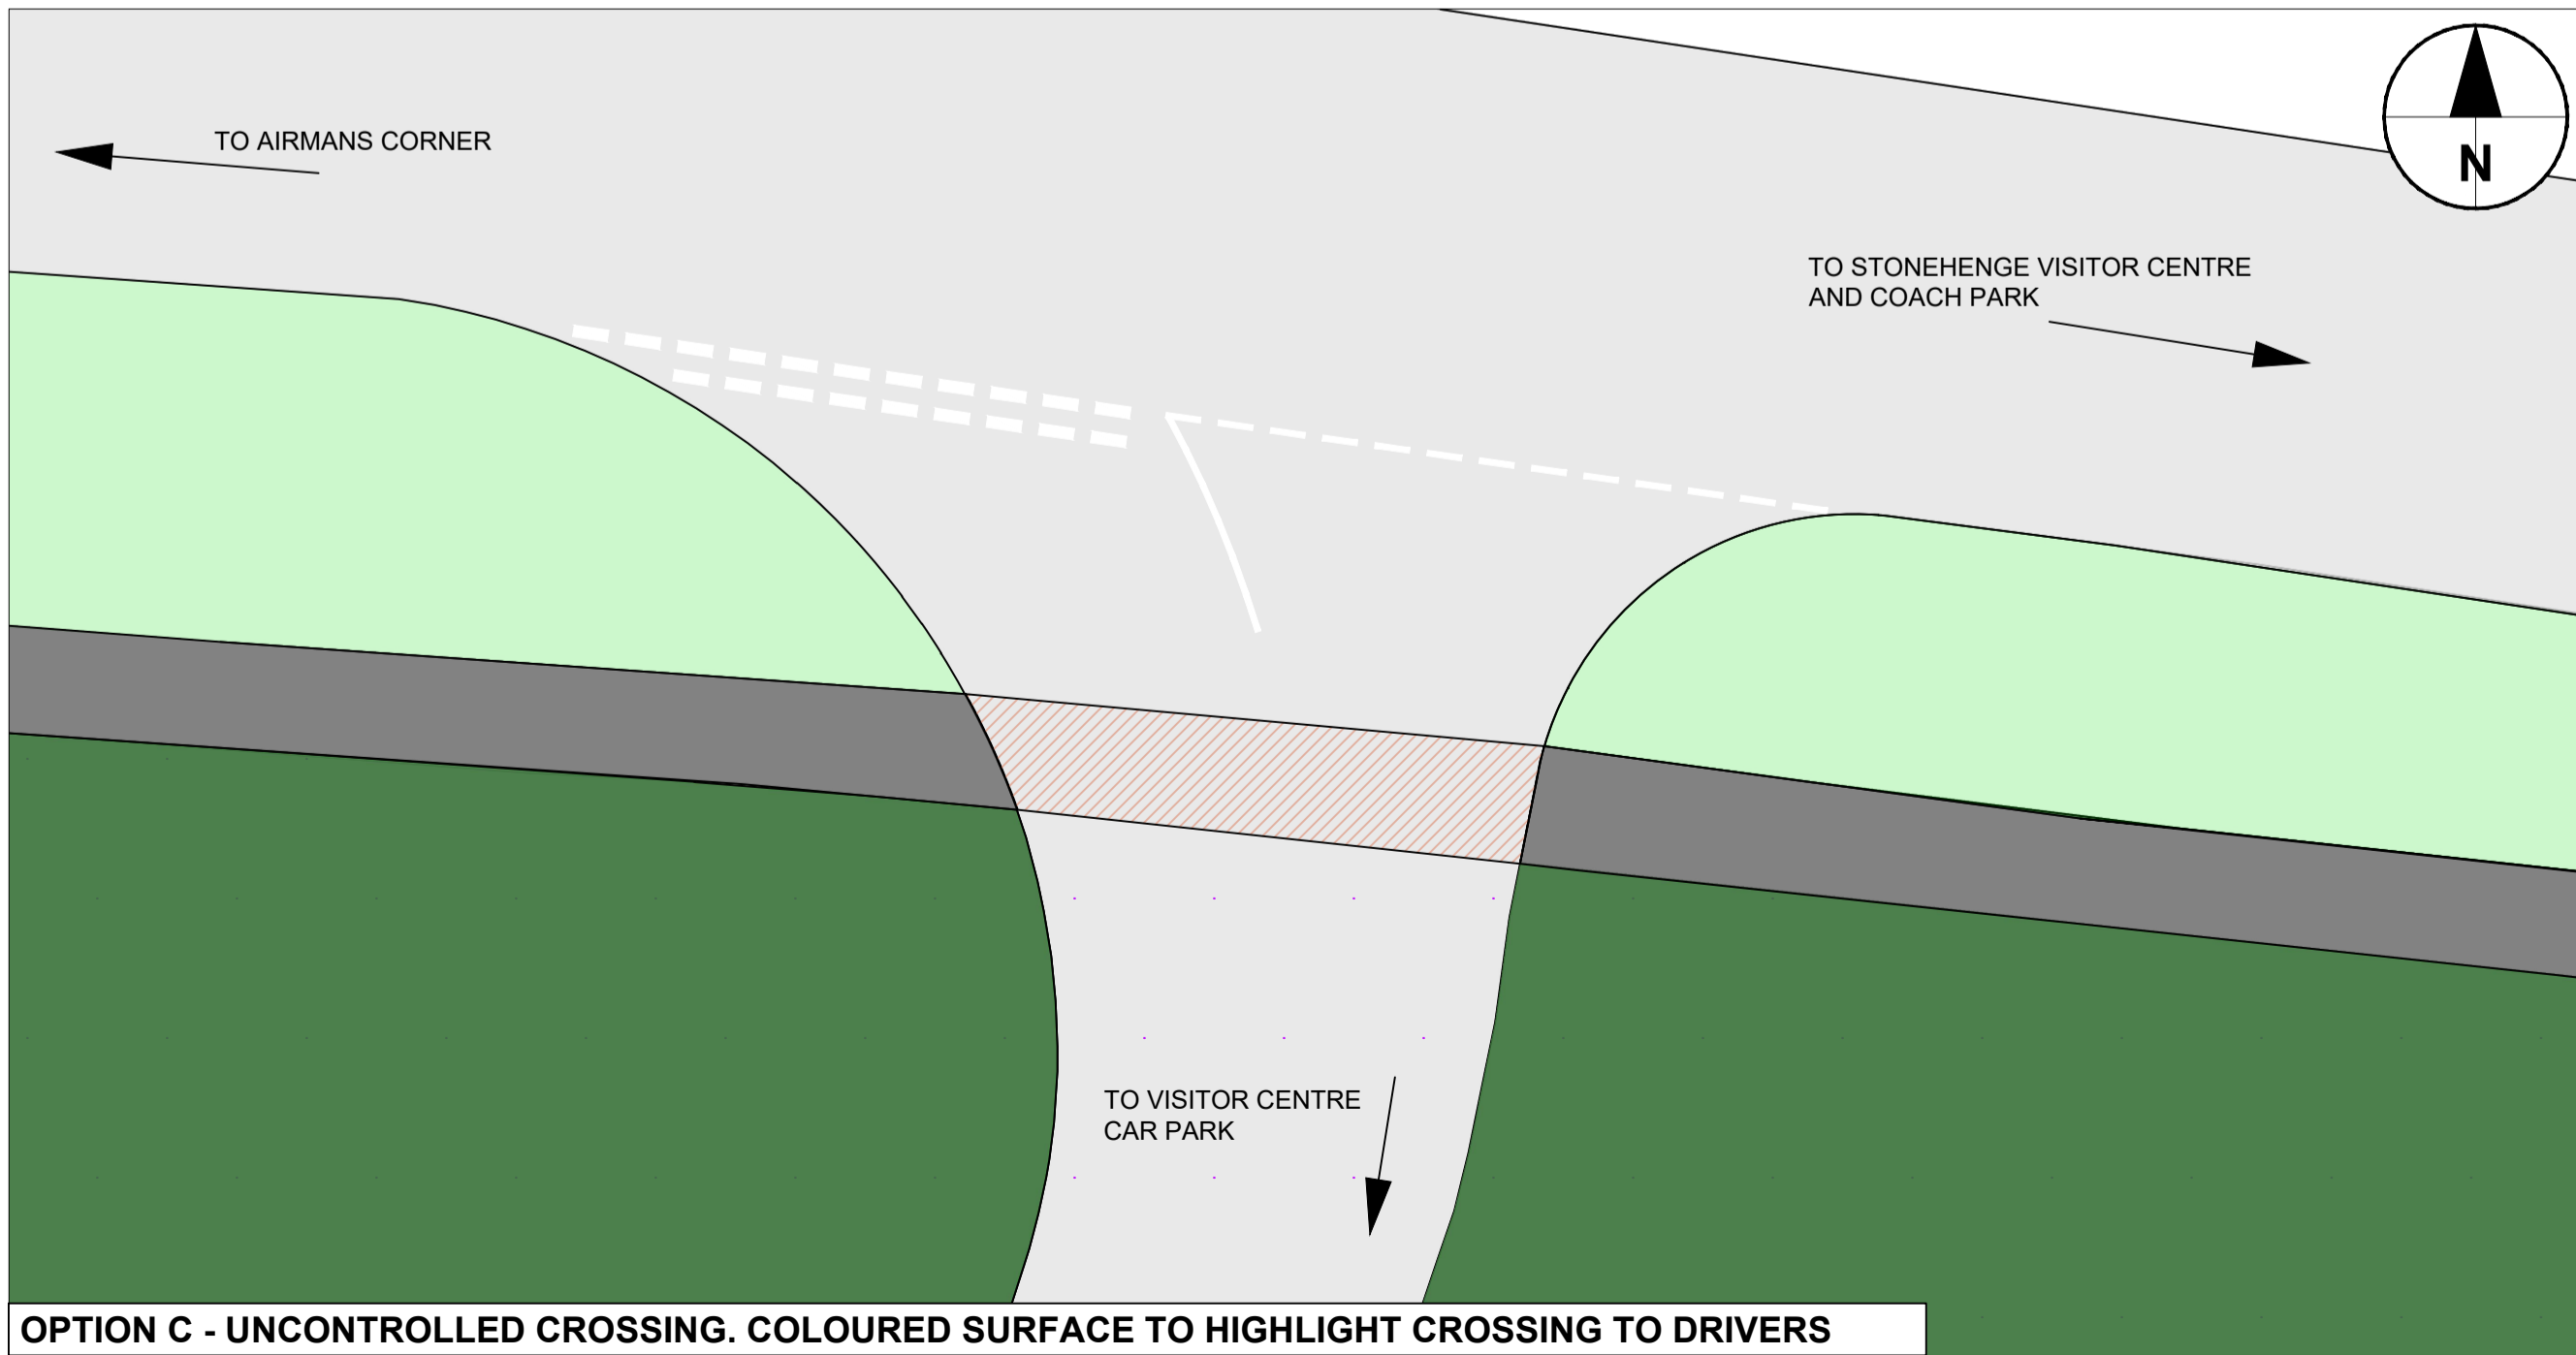 TO AIRMANS CORNER
N
TO STONEHENGE VISITOR CENTRE
AND COACH PARK
TO VISITOR CENTRE
CAR PARK
OPTION C - UNCONTROLLED CROSSING. COLOURED SURFACE TO HIGHLIGHT CROSSING TO DRIVERS